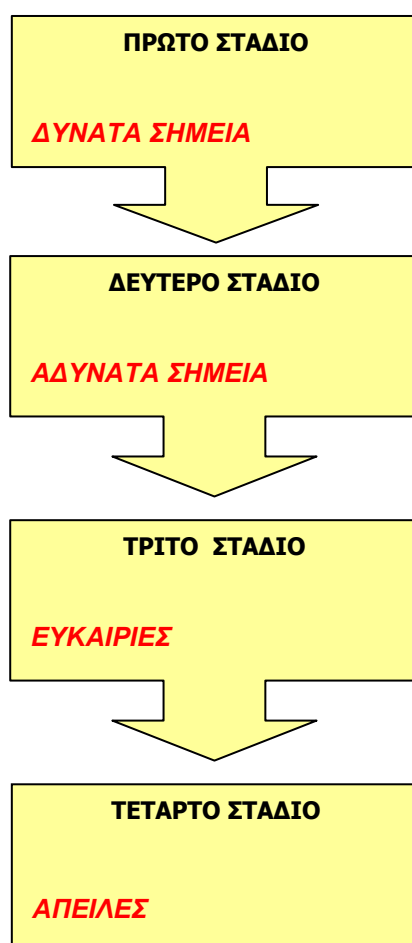 ΠΡΩΤΟ ΣΤΑΔΙΟ
ΔΥΝΑΤΑ ΣΗΜΕΙΑ
ΔΕΥΤΕΡΟ ΣΤΑΔΙΟ
ΑΔΥΝΑΤΑ ΣΗΜΕΙΑ
ΤΡΙΤΟ ΣΤΑΔΙΟ
ΕΥΚΑΙΡΙΕΣ
ΤΕΤΑΡΤΟ ΣΤΑΔΙΟ
ΑΠΕΙΛΕΣ